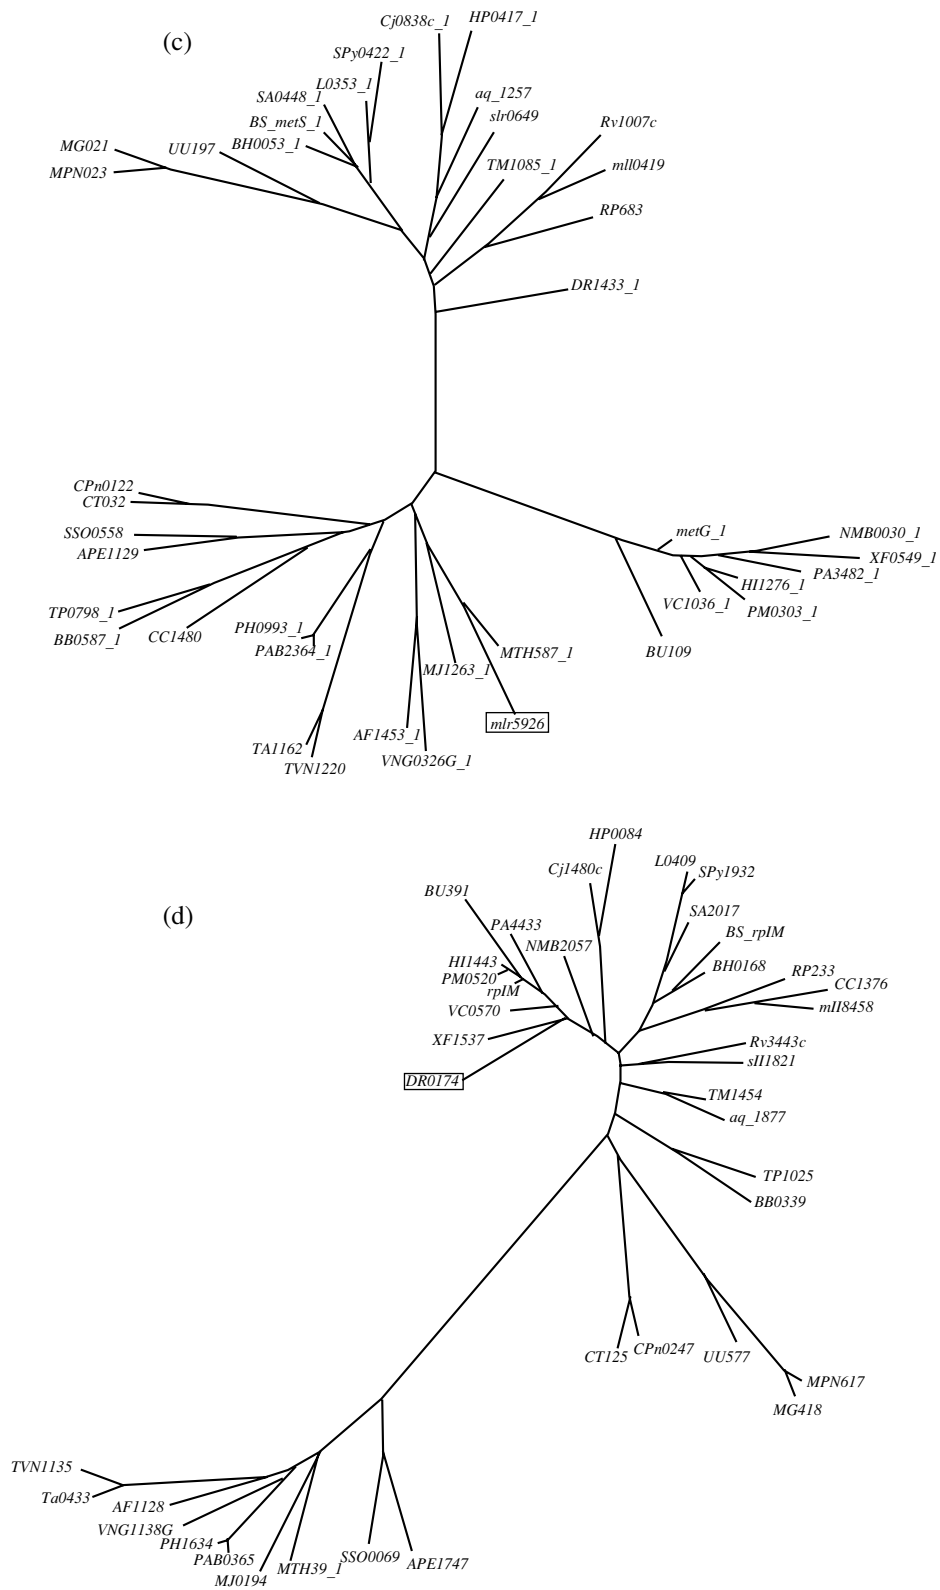 (c)
Cj0838c_1
HP0417_1
SPy0422_1
L0353_1
SA0448_1
BS_metS_1
BH0053_1
UU197
MG021
MPN023
aq_1257
slr0649
TM1085_1
Rv1007c
mll0419
RP683
DR1433_1
CPn0122
CT032
SSO0558
APE1129
TP0798_1
BB0587_1
CC1480
PH0993_1
PAB2364_1
TA1162
TVN1220
AF1453_1
VNG0326G_1
MJ1263_1
MTH587_1
mlr5926
metG_1
NMB0030_1
XF0549_1
PA3482_1
HI1276_1
PM0303_1
VC1036_1
BU109
(d)
HP0084
Cj1480c
L0409
SPy1932
BU391
PA4433
NMB2057
SA2017
BS_rpIM
BH0168
HI1443
PM0520
rpIM
VC0570
XF1537
DR0174
RP233
CC1376
mII8458
Rv3443c
sII1821
TM1454
aq_1877
TP1025
BB0339
CT125
CPn0247
UU577
MPN617
MG418
TVN1135
Ta0433
AF1128
VNG1138G
PH1634
PAB0365
MJ0194
MTH39_1
SSO0069
APE1747